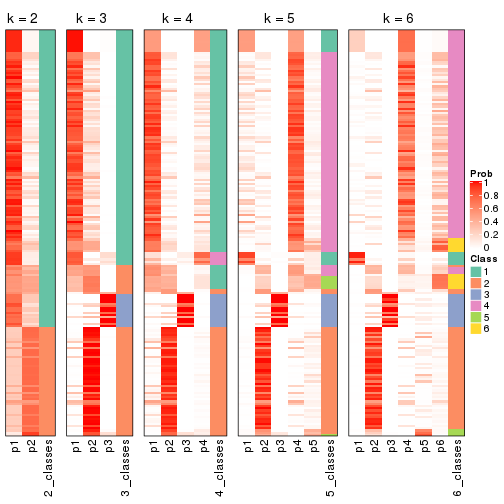 k = 2
k = 3
k = 4
k = 5
k = 6
Prob
1
0.8
0.6
0.4
0.2
0
Class
1
2
3
4
5
6
p1
p2
2_classes
p1
p2
p3
3_classes
p1
p2
p3
p4
4_classes
p1
p2
p3
p4
p5
5_classes
p1
p2
p3
p4
p5
p6
6_classes